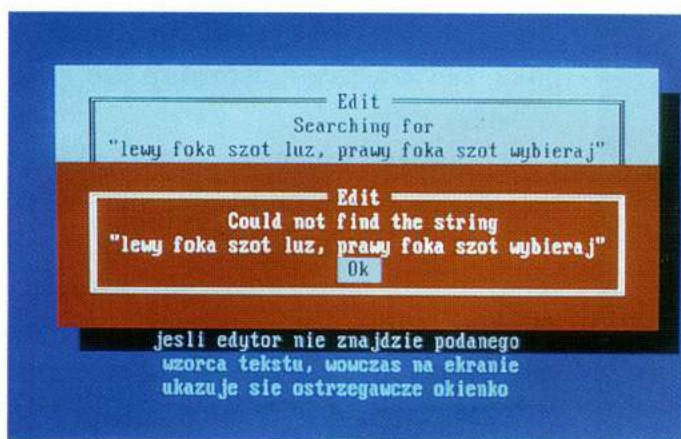 Edit
Searching for
"lewy foka szot luz, prawy foka szot wybieraj"
Edit
Could not find the string
"lewy foka szot luz, prawy foka szot wybieraj"
Ok
jesli edytor nie znajdzie podanego
wzorca tekstu, wowczas na ekranie
ukazuje sie ostrzegawcze okienko